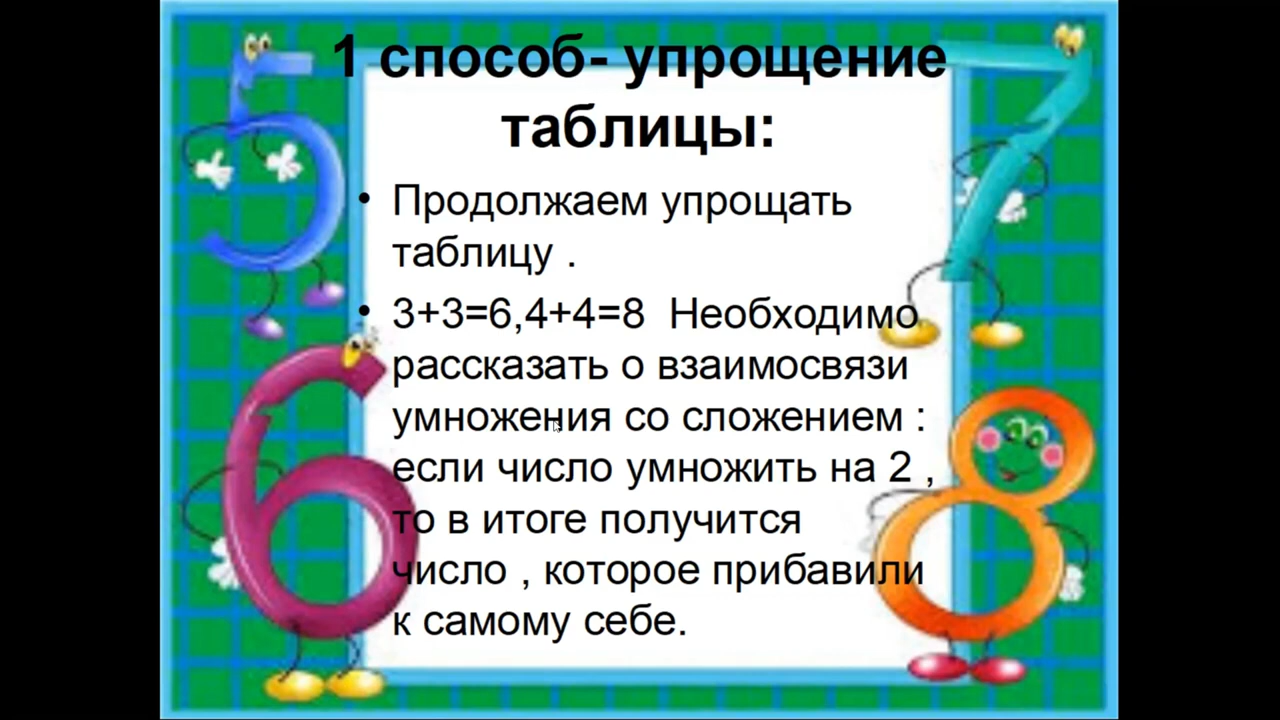 1 способ- упрощение
таблицы:
• Продолжаем упрощать
таблицу .
• 3+3=6,4+4=8 Необходимо
рассказать о взаимосвязи
умножения со сложением :
если число умножить на 2 ,
то в итоге получится
число , которое прибавили
к самому себе.